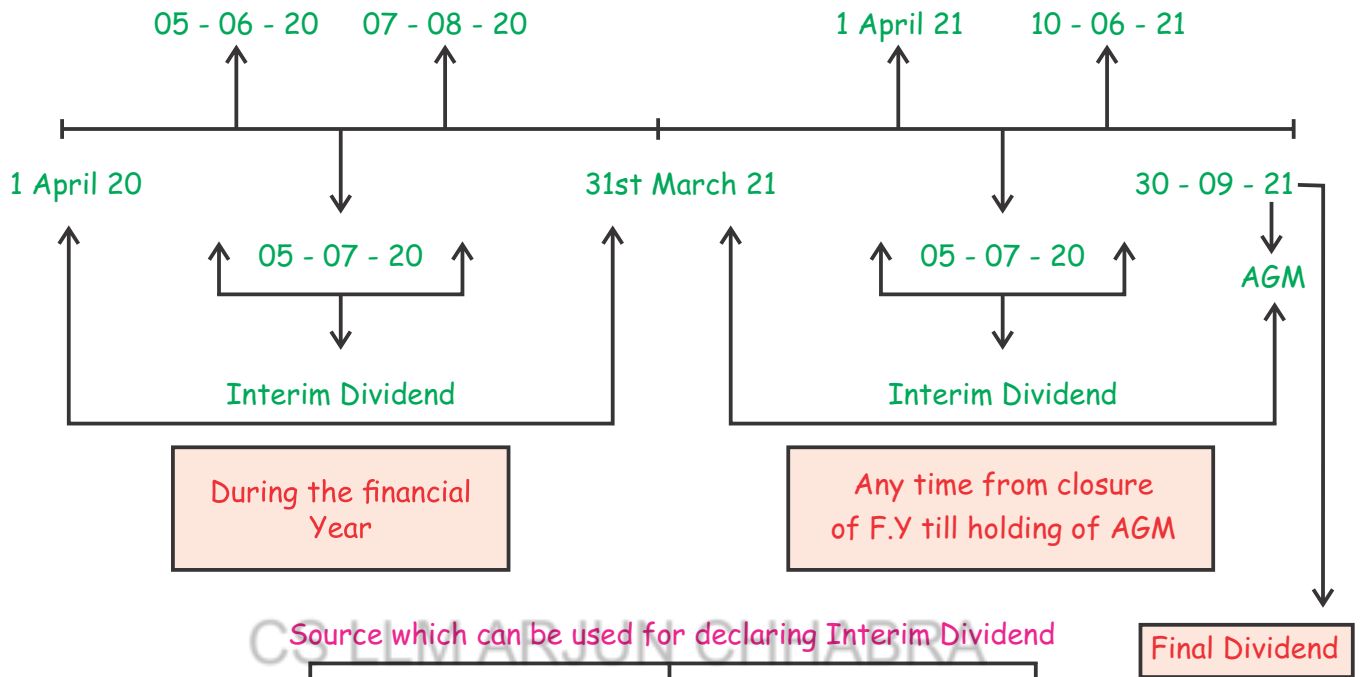 05 - 06 - 20 07 - 08 - 20 1 April 21 10 - 06 - 21
1 April 20 31st March 21 30 - 09 - 21
05 - 07 - 20 05 - 07 - 20 AGM
Interim Dividend Interim Dividend
During the financial
Year
Any time from closure
of F.Y till holding of AGM
CS LLM ARJUN CHHABRA
Source which can be used for declaring Interim Dividend
Final Dividend